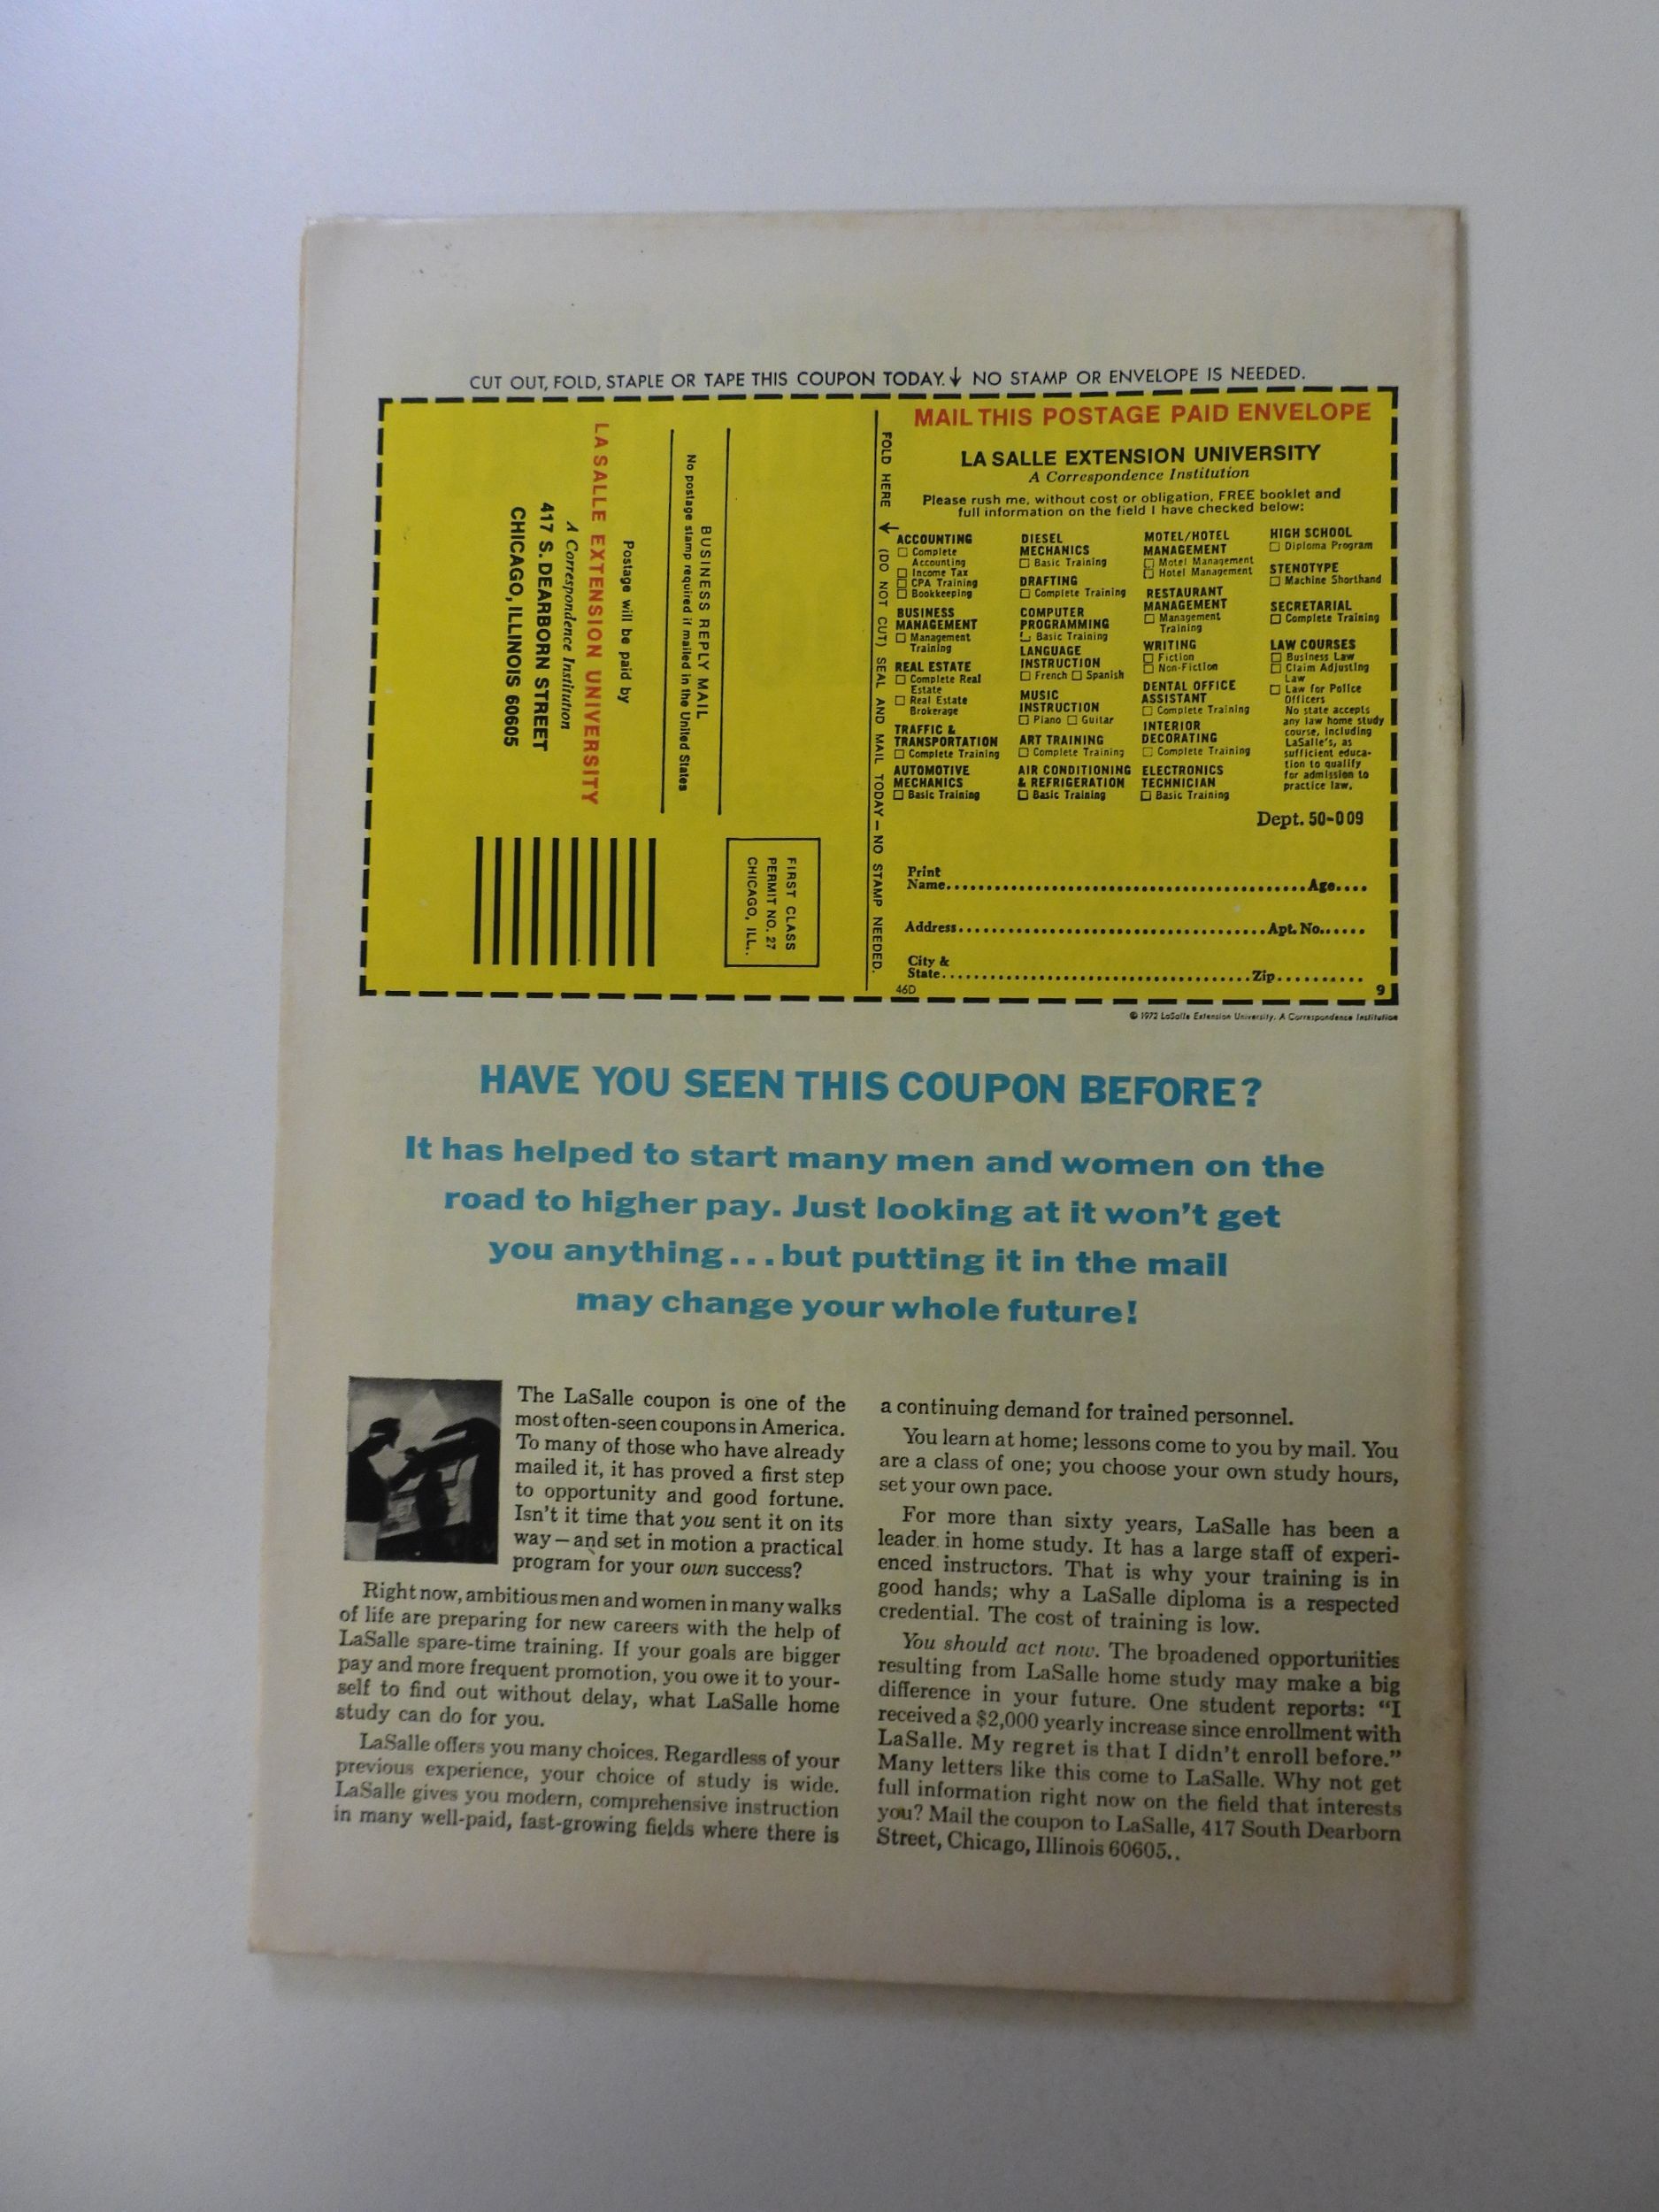 CUT OUT, FOLD, STAPLE OR TAPE THIS COUPON TODAY.↓ NO STAMP OR ENVELOPE IS NEEDED.
BUSINESS REPLY MAIL
No postage stamp required if mailed in the United States
Postage will be paid by
LA SALLE EXTENSION UNIVERSITY
A Correspondence Institution
417 S. DEARBORN STREET
CHICAGO, ILLINOIS 60605
FIRST CLASS
PERMIT NO. 27
CHICAGO, ILL..
FOLD HERE → (DO NOT CUT) SEAL AND MAIL TODAY — NO STAMP NEEDED.
MAIL THIS POSTAGE PAID ENVELOPE
LA SALLE EXTENSION UNIVERSITY
A Correspondence Institution
Please rush me, without cost or obligation, FREE booklet and
full information on the field I have checked below:
ACCOUNTING
☐ Complete
Accounting
☐ Income Tax
☐ CPA Training
☐ Bookkeeping
BUSINESS
MANAGEMENT
☐ Management
Training
REAL ESTATE
☐ Complete Real
Estate
☐ Real Estate
Brokerage
TRAFFIC &
TRANSPORTATION
☐ Complete Training
AUTOMOTIVE
MECHANICS
☐ Basic Training
DIESEL
MECHANICS
☐ Basic Training
DRAFTING
☐ Complete Training
COMPUTER
PROGRAMMING
☐ Basic Training
LANGUAGE
INSTRUCTION
☐ French ☐ Spanish
MUSIC
INSTRUCTION
☐ Piano ☐ Guitar
ART TRAINING
☐ Complete Training
AIR CONDITIONING
& REFRIGERATION
☐ Basic Training
MOTEL/HOTEL
MANAGEMENT
☐ Motel Management
☐ Hotel Management
RESTAURANT
MANAGEMENT
☐ Management
Training
WRITING
☐ Fiction
☐ Non-Fiction
DENTAL OFFICE
ASSISTANT
☐ Complete Training
INTERIOR
DECORATING
☐ Complete Training
ELECTRONICS
TECHNICIAN
☐ Basic Training
HIGH SCHOOL
☐ Diploma Program
STENOTYPE
☐ Machine Shorthand
SECRETARIAL
☐ Complete Training
LAW COURSES
☐ Business Law
☐ Claim Adjusting
Law
☐ Law for Police
Officers
No state accepts
any law home study
course, including
LaSalle's, as
sufficient educa-
tion to qualify
for admission to
practice law.
Dept. 50-009
Print
Name.......... Age....
Address.......... Apt. No......
City &
State.......... Zip..........
46D
9
© 1972 LaSalle Extension University. A Correspondence Institution
HAVE YOU SEEN THIS COUPON BEFORE?
It has helped to start many men and women on the
road to higher pay. Just looking at it won't get
you anything...but putting it in the mail
may change your whole future!
The LaSalle coupon is one of the
most often-seen coupons in America.
To many of those who have already
mailed it, it has proved a first step
to opportunity and good fortune.
Isn't it time that you sent it on its
way — and set in motion a practical
program for your own success?
Right now, ambitious men and women in many walks
of life are preparing for new careers with the help of
LaSalle spare-time training. If your goals are bigger
pay and more frequent promotion, you owe it to your-
self to find out without delay, what LaSalle home
study can do for you.
LaSalle offers you many choices. Regardless of your
previous experience, your choice of study is wide.
LaSalle gives you modern, comprehensive instruction
in many well-paid, fast-growing fields where there is
a continuing demand for trained personnel.
You learn at home; lessons come to you by mail. You
are a class of one; you choose your own study hours,
set your own pace.
For more than sixty years, LaSalle has been a
leader in home study. It has a large staff of experi-
enced instructors. That is why your training is in
good hands; why a LaSalle diploma is a respected
credential. The cost of training is low.
You should act now. The broadened opportunities
resulting from LaSalle home study may make a big
difference in your future. One student reports: "I
received a $2,000 yearly increase since enrollment with
LaSalle. My regret is that I didn't enroll before."
Many letters like this come to LaSalle. Why not get
full information right now on the field that interests
you? Mail the coupon to LaSalle, 417 South Dearborn
Street, Chicago, Illinois 60605..